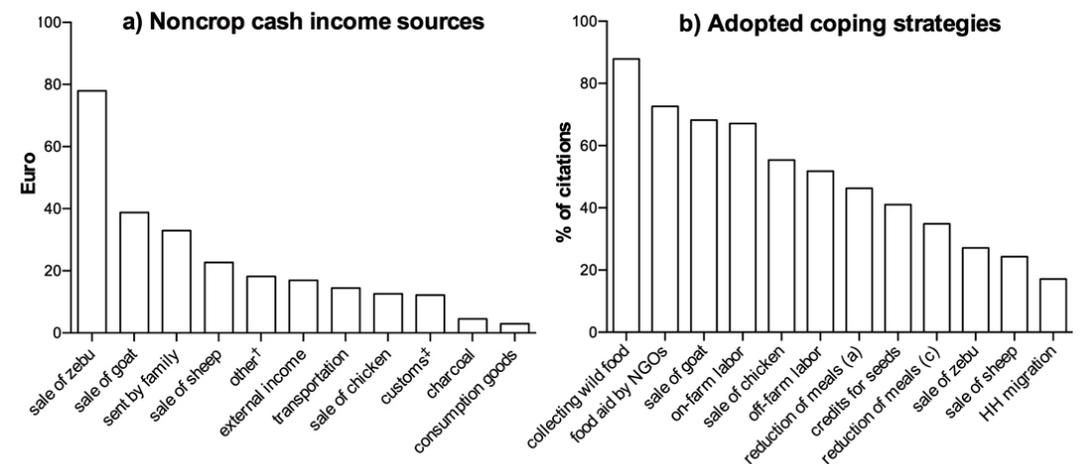 a) Noncrop cash income sources
Euro
100
80
60
40
20
0
sale of zebu
sale of goat
sent by family
sale of sheep
other†
external income
transportation
sale of chicken
customs‡
charcoal
consumption goods
b) Adopted coping strategies
% of citations
100
80
60
40
20
0
collecting wild food
food aid by NGOs
sale of goat
on-farm labor
sale of chicken
off-farm labor
reduction of meals (a)
credits for seeds
reduction of meals (c)
sale of zebu
sale of sheep
HH migration